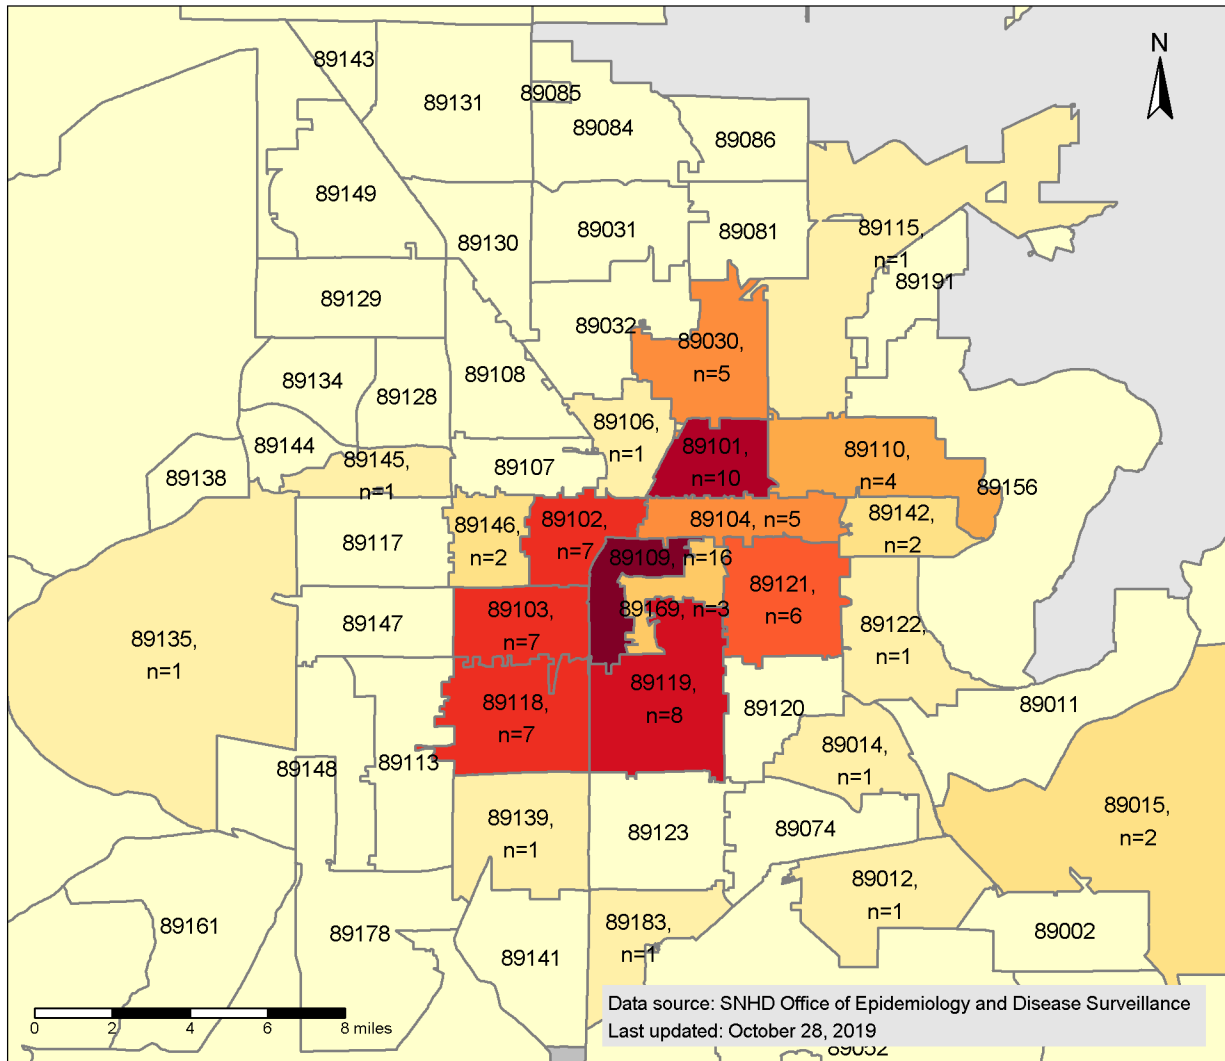 N
89143
89131
89085
89084
89086
89149
89130
89031
89081
89115,
n=1
89191
89129
89032
89030,
n=5
89134
89128
89108
89106,
n=1
89144
89145,
n=1
89138
89107
89101,
n=10
89110,
n=4
89156
89117
89146,
n=2
89102,
n=7
89104, n=5
89142,
n=2
89109, n=16
89121,
n=6
89147
89103,
n=7
89169, n=3
89122,
n=1
89135,
n=1
89118,
n=7
89119,
n=8
89120
89011
89148
89113
89014,
n=1
89015,
n=2
89139,
n=1
89123
89074
89012,
n=1
89161
89178
89141
89183,
n=1
89002
0 2 4 6 8 miles
Data source: SNHD Office of Epidemiology and Disease Surveillance
Last updated: October 28, 2019
89052